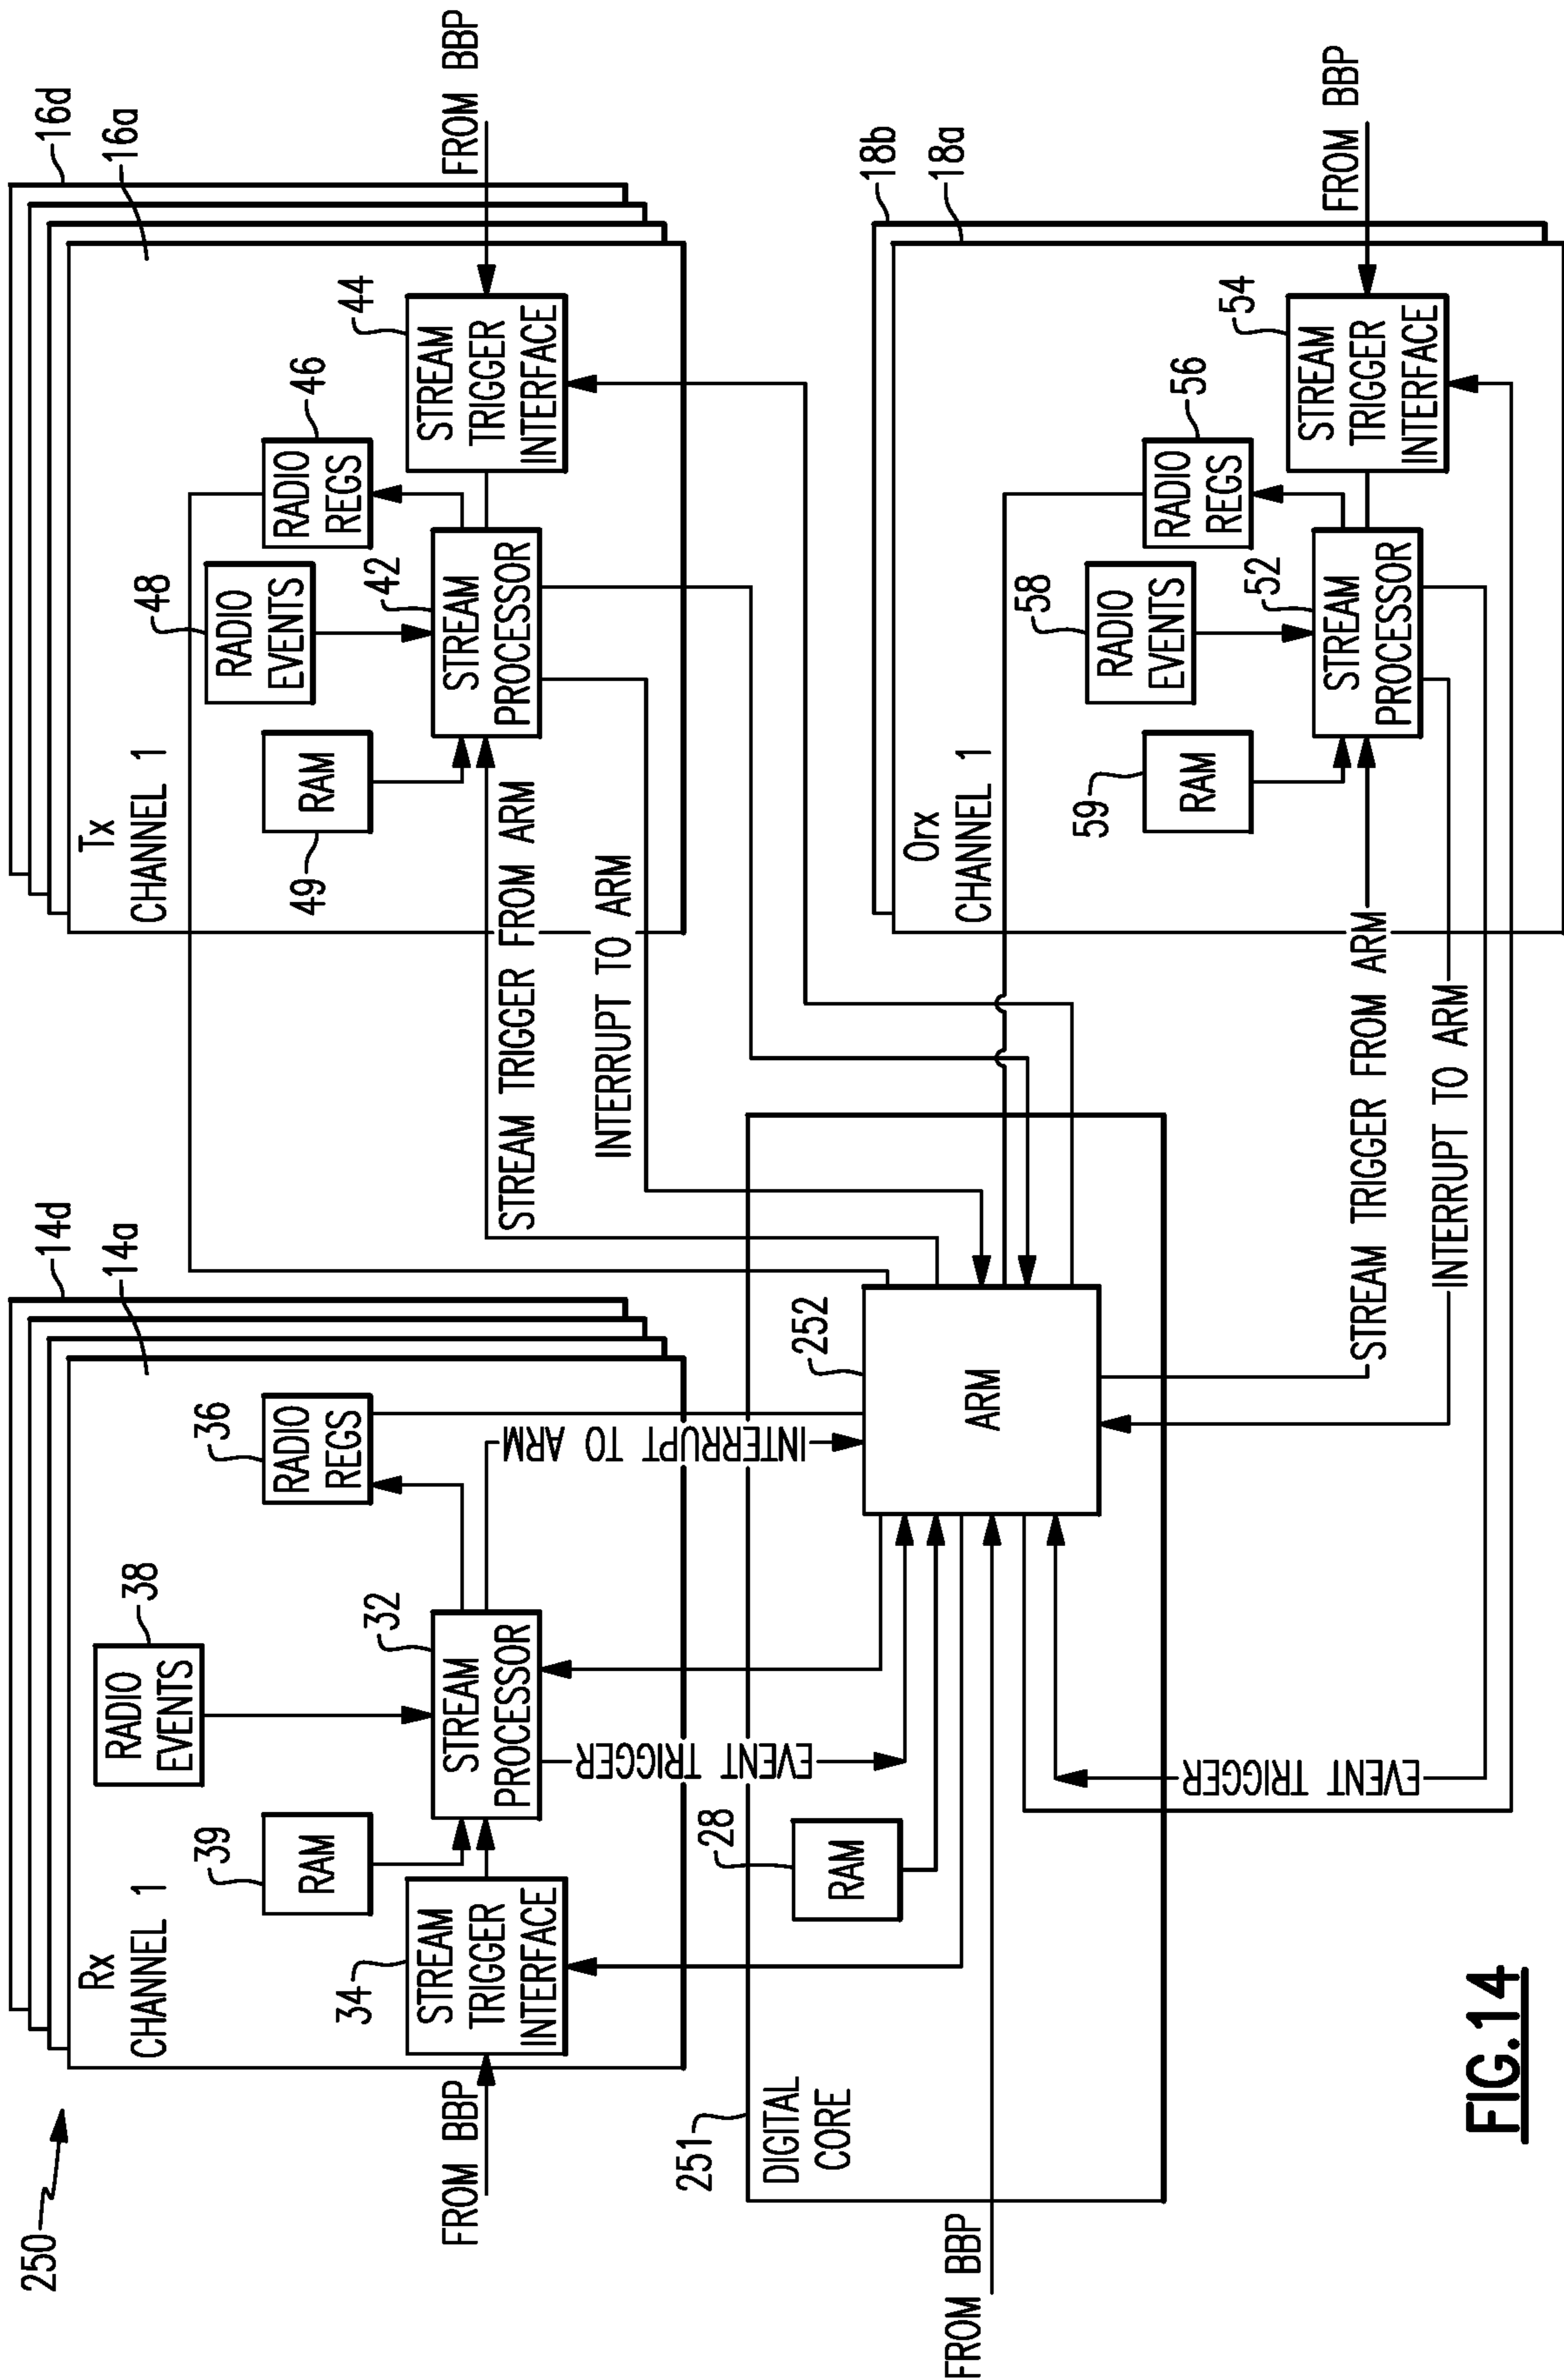 250
Rx
CHANNEL 1
14d
14a
FROM BBP
34
STREAM
TRIGGER
INTERFACE
39
RAM
38
RADIO
EVENTS
32
STREAM
PROCESSOR
36
RADIO
REGS
EVENT TRIGGER
INTERRUPT TO ARM
Tx
CHANNEL 1
16d
16a
49
RAM
48
RADIO
EVENTS
42
STREAM
PROCESSOR
46
RADIO
REGS
44
STREAM
TRIGGER
INTERFACE
FROM BBP
STREAM TRIGGER FROM ARM
INTERRUPT TO ARM
251
DIGITAL
CORE
28
RAM
252
ARM
FROM BBP
EVENT TRIGGER
Orx
CHANNEL 1
18b
18a
59
RAM
58
RADIO
EVENTS
52
STREAM
PROCESSOR
56
RADIO
REGS
54
STREAM
TRIGGER
INTERFACE
FROM BBP
STREAM TRIGGER FROM ARM
INTERRUPT TO ARM
FIG.14